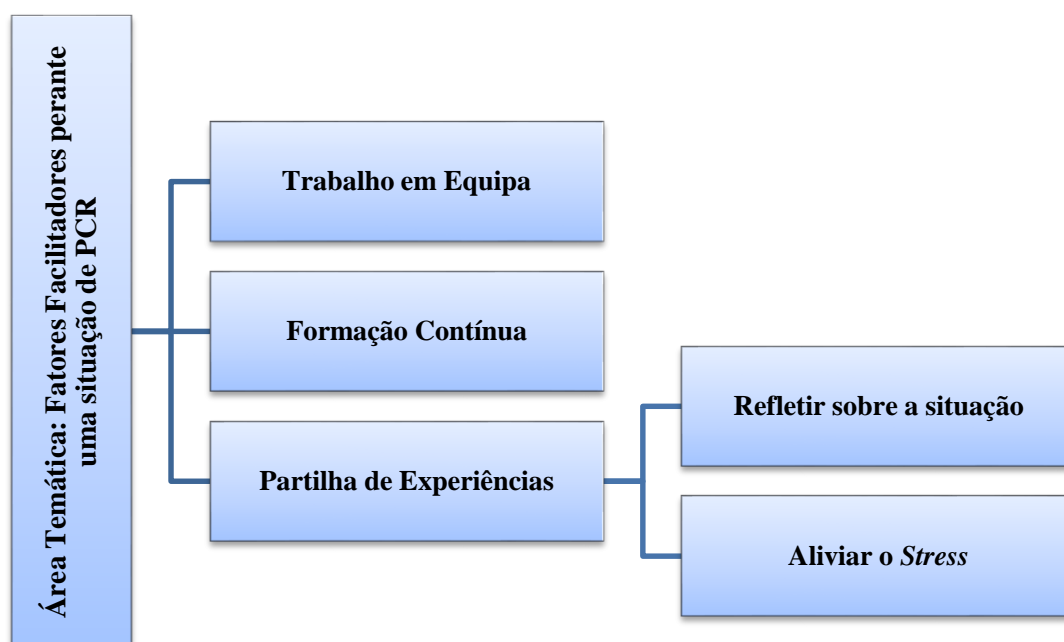 Área Temática: Fatores Facilitadores perante
uma situação de PCR
Trabalho em Equipa
Formação Contínua
Partilha de Experiências
Refletir sobre a situação
Aliviar o Stress